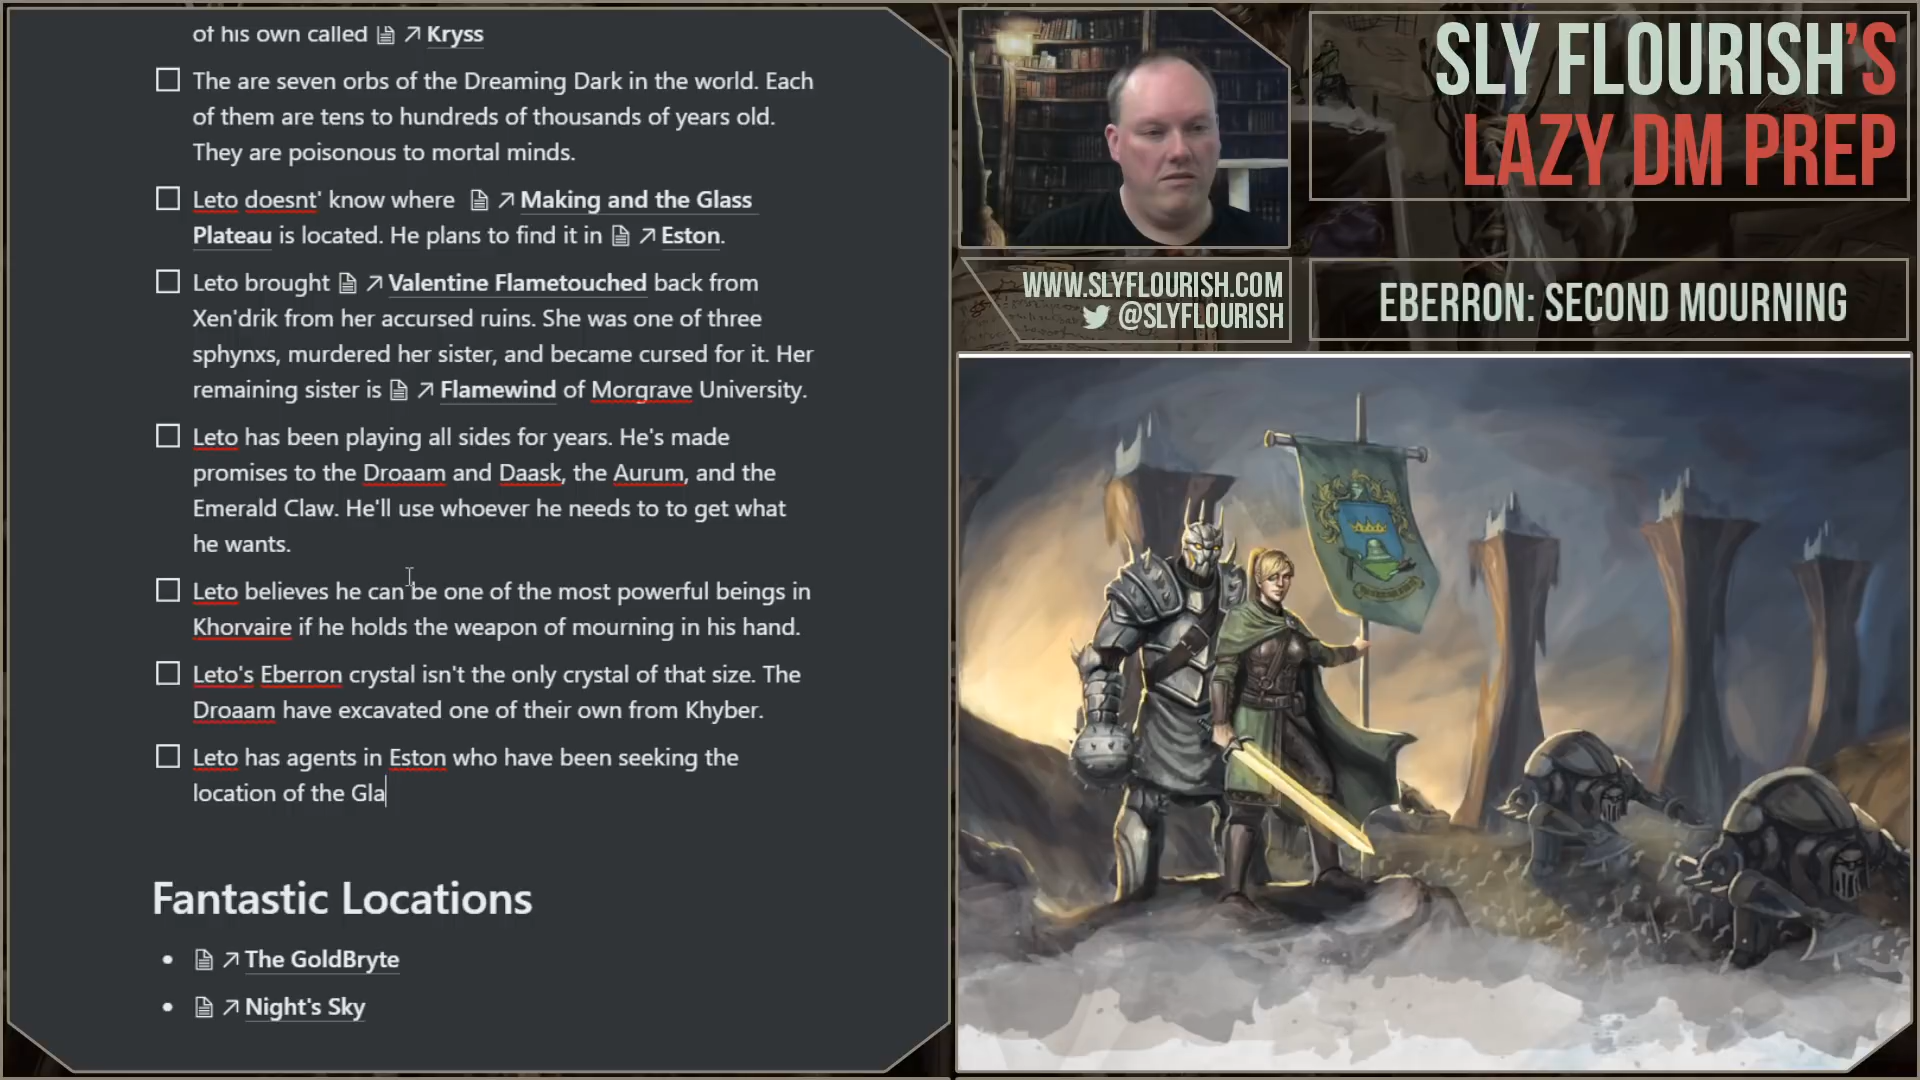 of his own called Kryss
The are seven orbs of the Dreaming Dark in the world. Each
of them are tens to hundreds of thousands of years old.
They are poisonous to mortal minds.
Leto doesnt' know where Making and the Glass
Plateau is located. He plans to find it in Eston.
Leto brought Valentine Flametouched back from
Xen'drik from her accursed ruins. She was one of three
sphynxs, murdered her sister, and became cursed for it. Her
remaining sister is Flamewind of Morgrave University.
Leto has been playing all sides for years. He's made
promises to the Droaam and Daask, the Aurum, and the
Emerald Claw. He'll use whoever he needs to to get what
he wants.
Leto believes he can be one of the most powerful beings in
Khorvaire if he holds the weapon of mourning in his hand.
Leto's Eberron crystal isn't the only crystal of that size. The
Droaam have excavated one of their own from Khyber.
Leto has agents in Eston who have been seeking the
location of the Gla
Fantastic Locations
The GoldBryte
Night's Sky
SLY FLOURISH'S
LAZY DM PREP
WWW.SLYFLOURISH.COM
@SLYFLOURISH
EBERRON: SECOND MOURNING